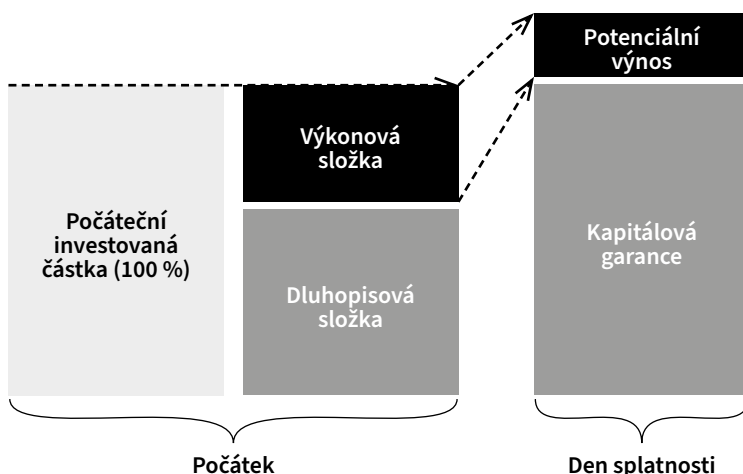 Potenciální
výnos
Výkonová
složka
Počáteční
investovaná
částka (100 %)
Kapitálová
garance
Dluhopisová
složka
Počátek
Den splatnosti